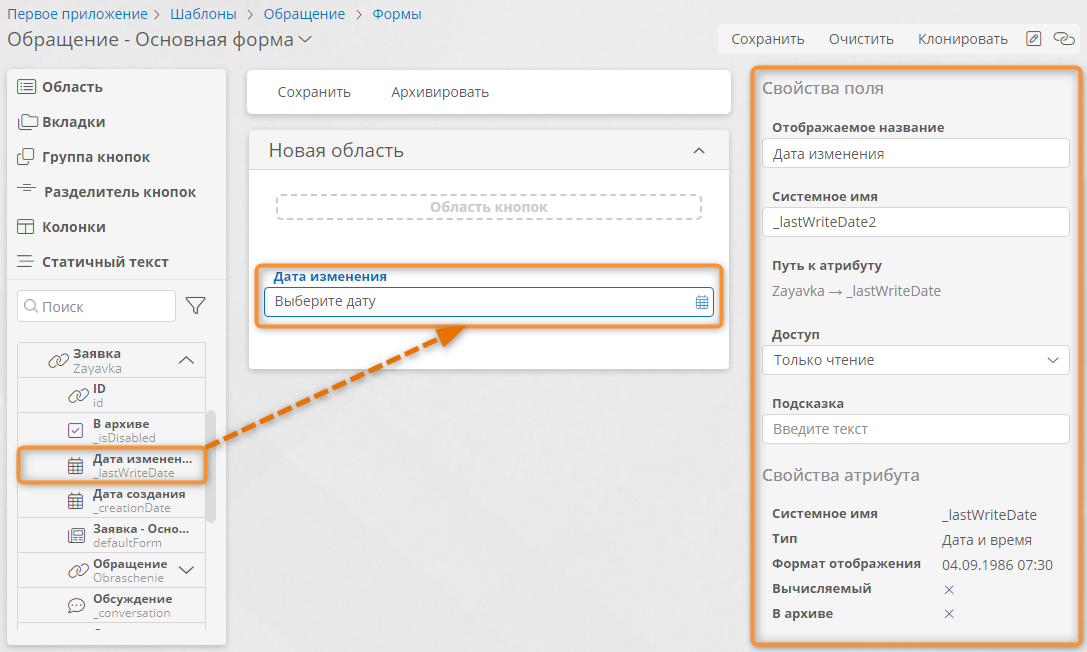 Первое приложение > Шаблоны > Обращение > Формы
Обращение - Основная форма
Сохранить Очистить Клонировать
Область
Вкладки
Группа кнопок
Разделитель кнопок
Колонки
Статичный текст
Поиск
Заявка
Zayavka
ID
id
В архиве
_isDisabled
Дата изменен...
_lastWriteDate
Дата создания
_creationDate
Заявка - Осно...
defaultForm
Обращение
Obraschenie
Обсуждение
_conversation
Сохранить Архивировать
Новая область
Область кнопок
Дата изменения
Выберите дату
Свойства поля
Отображаемое название
Дата изменения
Системное имя
_lastWriteDate2
Путь к атрибуту
Zayavka → _lastWriteDate
Доступ
Только чтение
Подсказка
Введите текст
Свойства атрибута
Системное имя _lastWriteDate
Тип Дата и время
Формат отображения 04.09.1986 07:30
Вычисляемый ×
В архиве ×